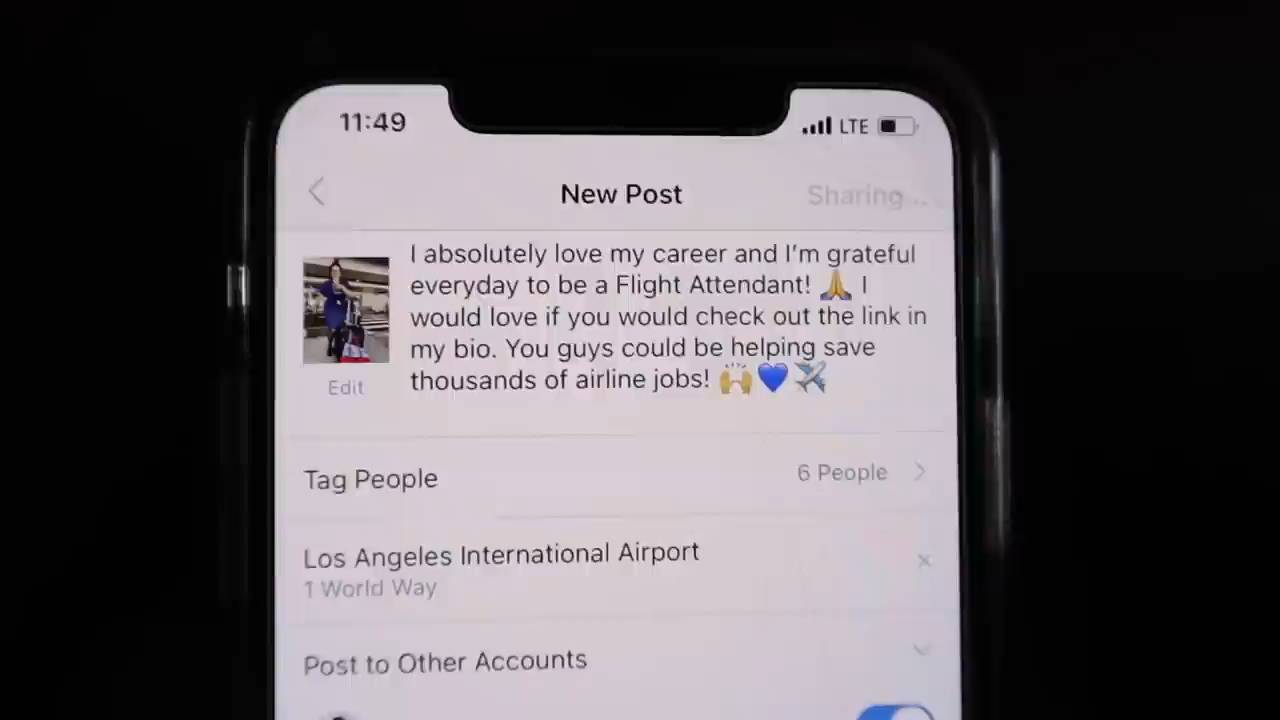 11:49
LTE
New Post
Sharing...
I absolutely love my career and I'm grateful
everyday to be a Flight Attendant! 🙏 I
would love if you would check out the link in
my bio. You guys could be helping save
thousands of airline jobs! 🙌💙✈️
Edit
Tag People
6 People
Los Angeles International Airport
1 World Way
Post to Other Accounts